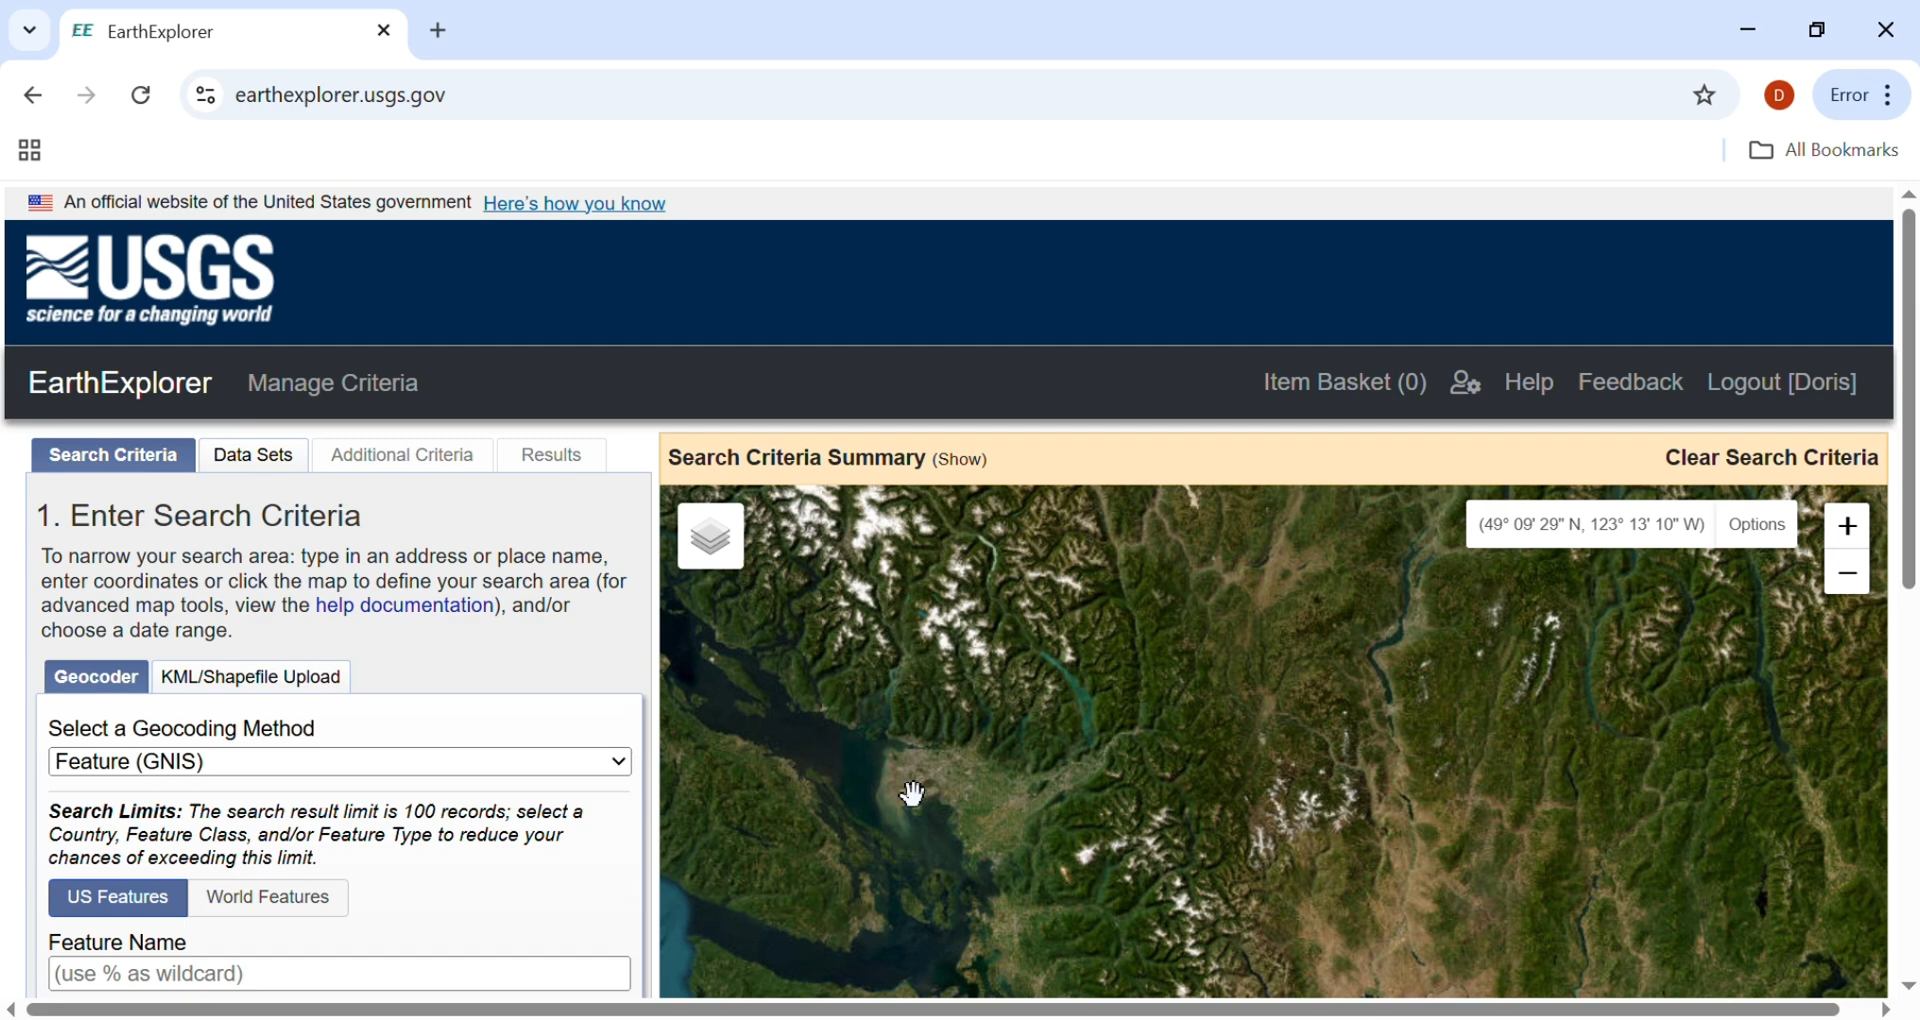 EE EarthExplorer
earthexplorer.usgs.gov
D
Error
All Bookmarks
An official website of the United States government Here's how you know
USGS
science for a changing world
EarthExplorer Manage Criteria Item Basket (0) Help Feedback Logout [Doris]
Search Criteria Data Sets Additional Criteria Results
1. Enter Search Criteria
To narrow your search area: type in an address or place name,
enter coordinates or click the map to define your search area (for
advanced map tools, view the help documentation), and/or
choose a date range.
Geocoder KML/Shapefile Upload
Select a Geocoding Method
Feature (GNIS)
Search Limits: The search result limit is 100 records; select a
Country, Feature Class, and/or Feature Type to reduce your
chances of exceeding this limit.
US Features World Features
Feature Name
(use % as wildcard)
Search Criteria Summary (Show) Clear Search Criteria
(49° 09' 29" N, 123° 13' 10" W) Options
+
−